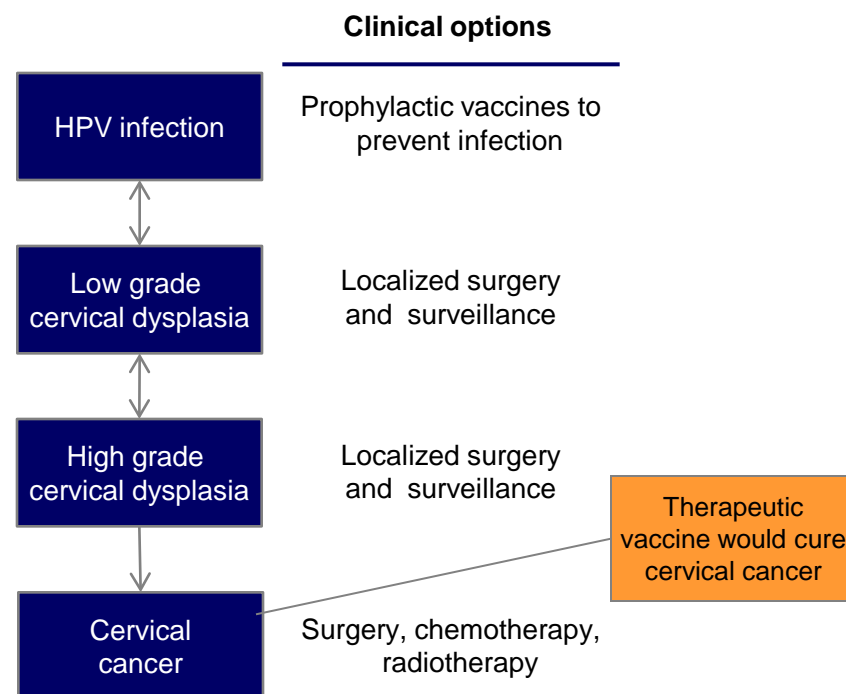 Clinical options
HPV infection
Prophylactic vaccines to
prevent infection
Low grade
cervical dysplasia
Localized surgery
and surveillance
High grade
cervical dysplasia
Localized surgery
and surveillance
Therapeutic
vaccine would cure
cervical cancer
Cervical
cancer
Surgery, chemotherapy,
radiotherapy